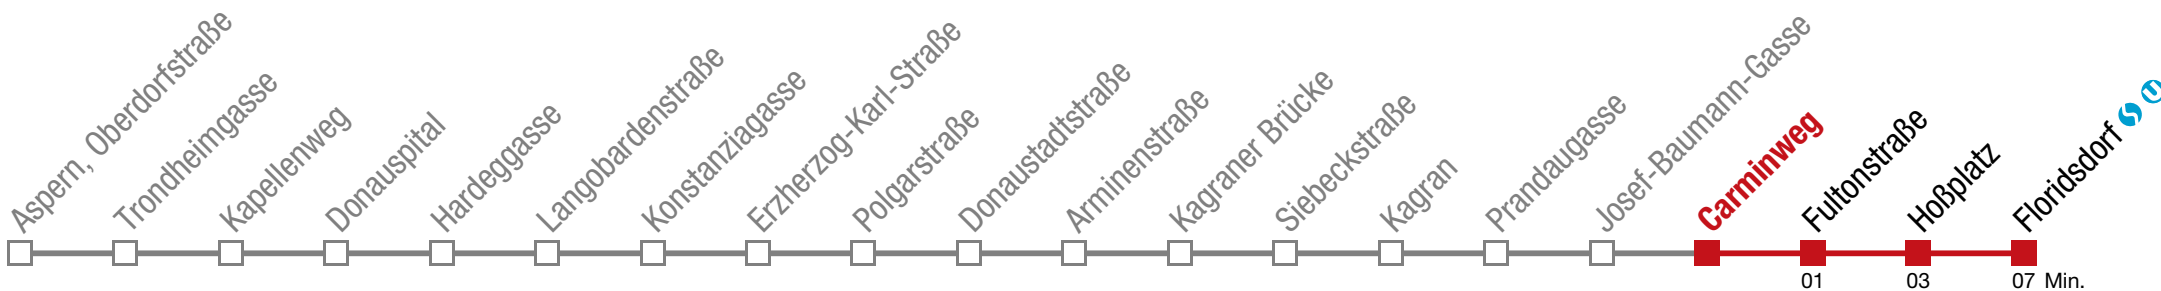 Aspern, Oberdorfstraße
Trondheimgasse
Kapellenweg
Donauspital
Hardeggasse
Langobardenstraße
Konstanziagasse
Erzherzog-Karl-Straße
Polgarstraße
Donaustadtstraße
Arminenstraße
Kagraner Brücke
Siebeckstraße
Kagran
Prandaugasse
Josef-Baumann-Gasse
Carminweg
Fultonstraße
Hoßplatz
Floridsdorf S U
01 03 07 Min.